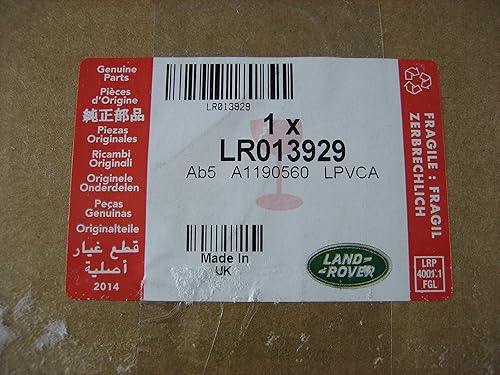 Genuine
Parts
Pièces
d'Origine
純正部品
Piezas
Originales
Ricambi
Originali
Originele
Onderdelen
Peças
Genuinas
Originalteile
قطع غيار
أصلية
2014
LR013929
1 x
LR013929
Ab5 A1190560 LPVCA
Made In
UK
LAND-
-ROVER
FRAGILE : FRAGIL
ZERBRECHLICH
LRP
4001.1
FGL